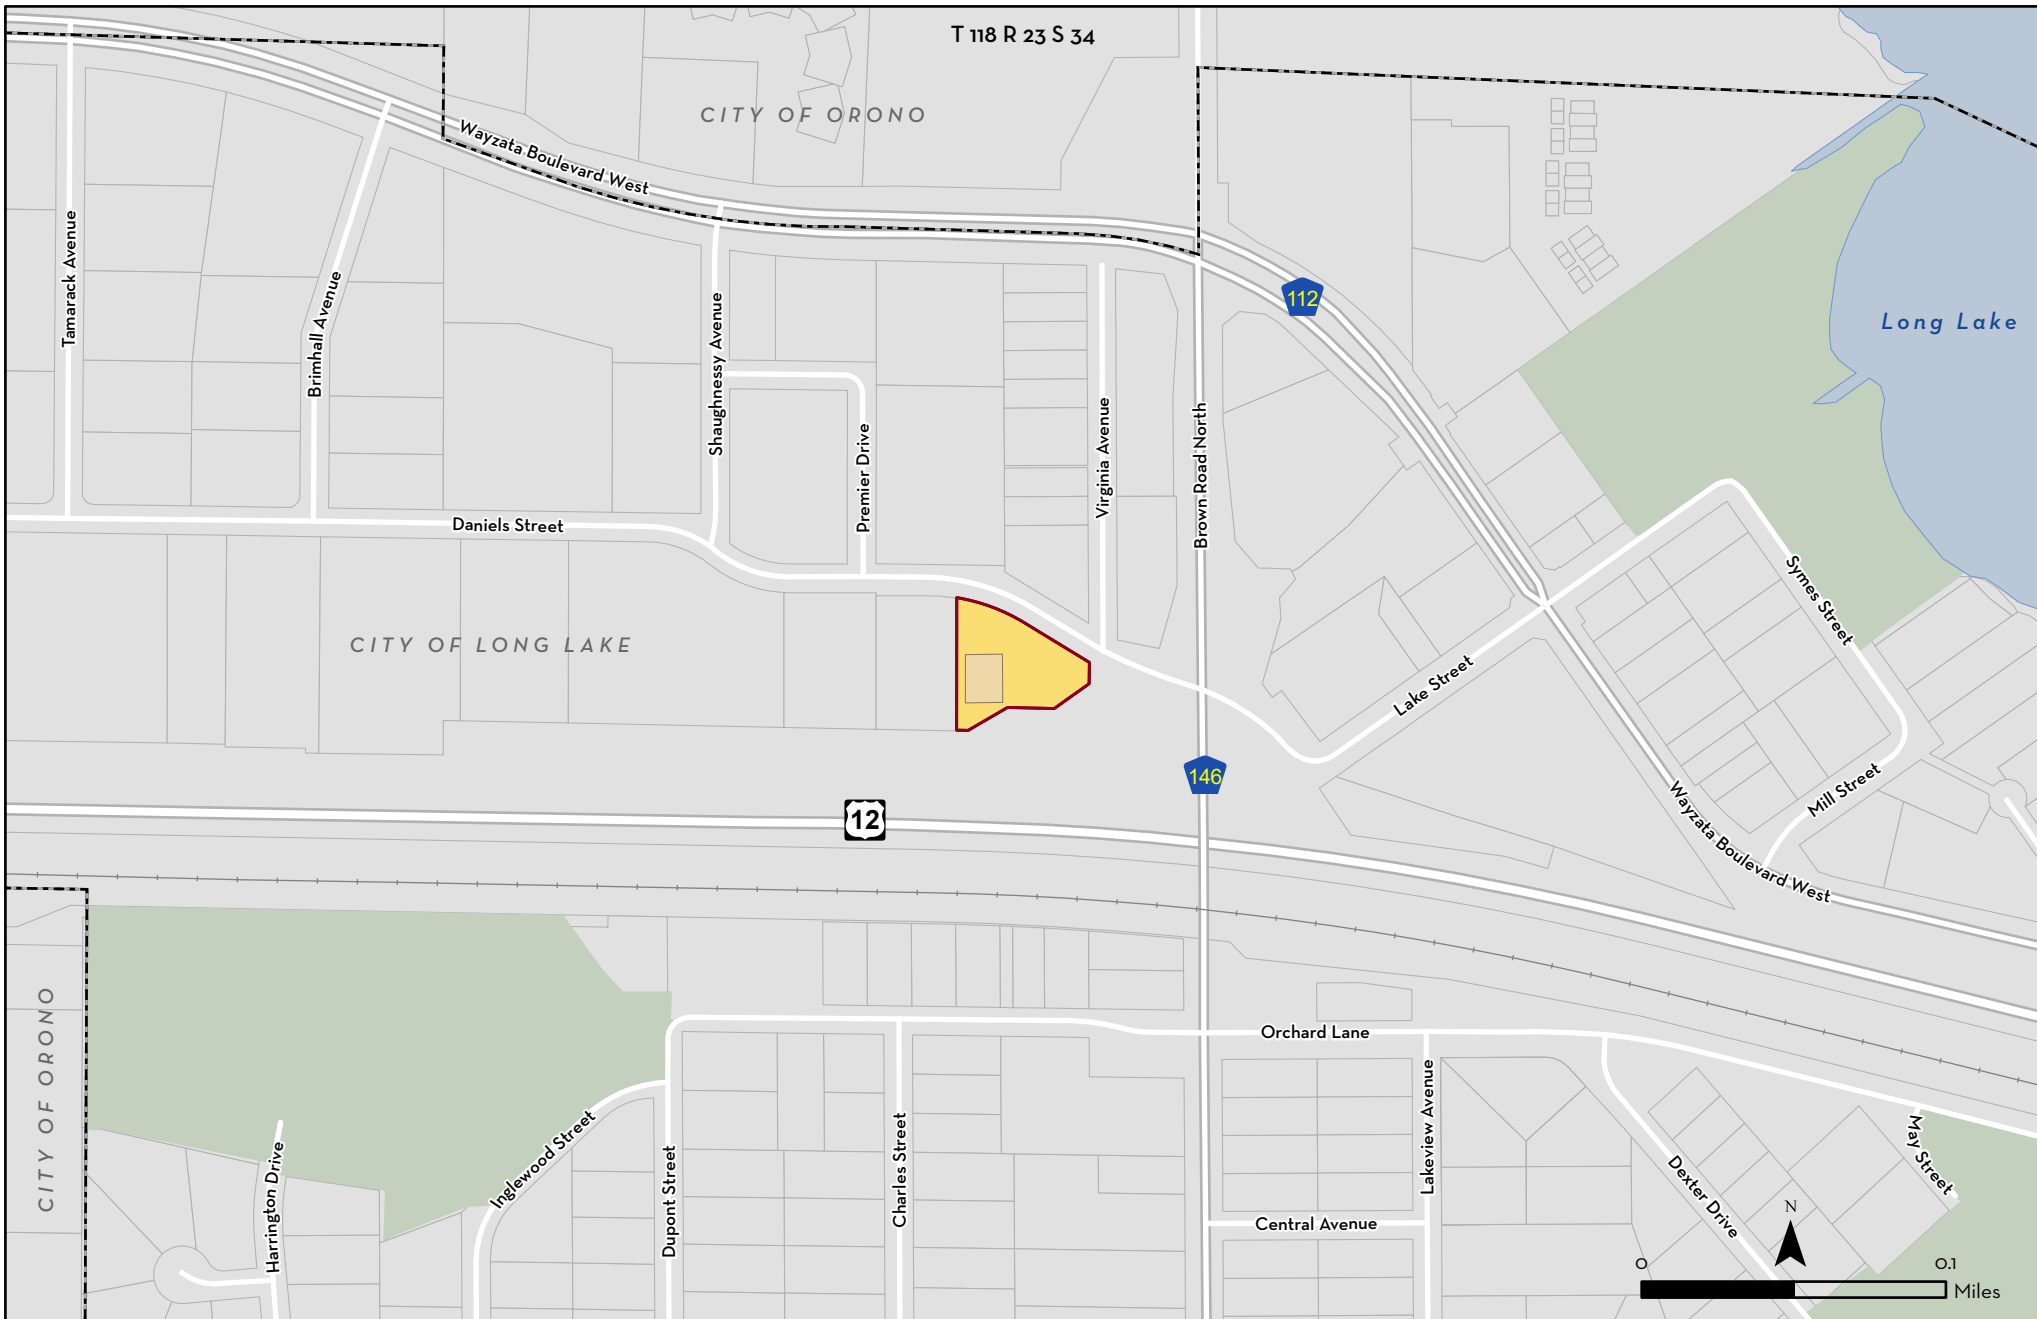 T 118 R 23 S 34
CITY OF ORONO
Wayzata Boulevard West
Tamarack Avenue
Brimhall Avenue
Shaughnessy Avenue
112
Long Lake
Premier Drive
Virginia Avenue
Brown Road North
Daniels Street
Symes Street
CITY OF LONG LAKE
Lake Street
146
12
Mill Street
Wayzata Boulevard West
CITY OF ORONO
Orchard Lane
Inglewood Street
Harrington Drive
Dupont Street
Charles Street
Lakeview Avenue
Central Avenue
Dexter Drive
May Street
N
0 0.1
Miles